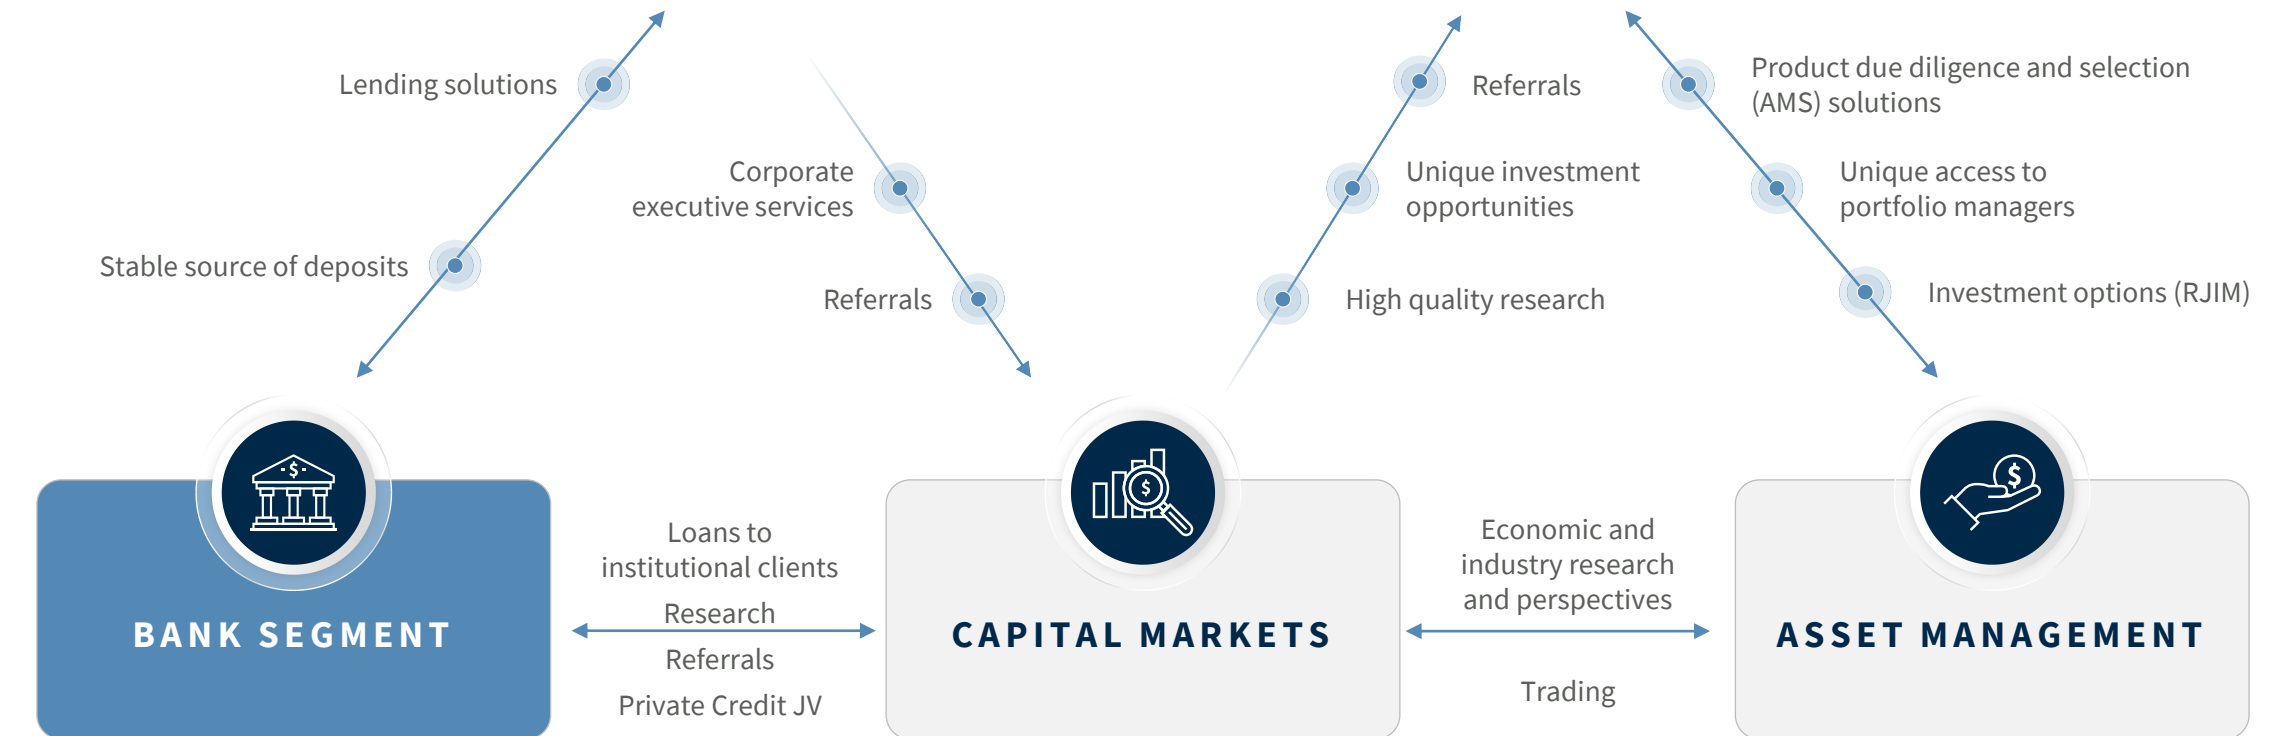 Lending solutions
Stable source of deposits
Corporate
executive services
Referrals
Referrals
Unique investment
opportunities
High quality research
Product due diligence and selection
(AMS) solutions
Unique access to
portfolio managers
Investment options (RJIM)
$
BANK SEGMENT
Loans to
institutional clients
Research
Referrals
Private Credit JV
$
CAPITAL MARKETS
Economic and
industry research
and perspectives
Trading
$
ASSET MANAGEMENT